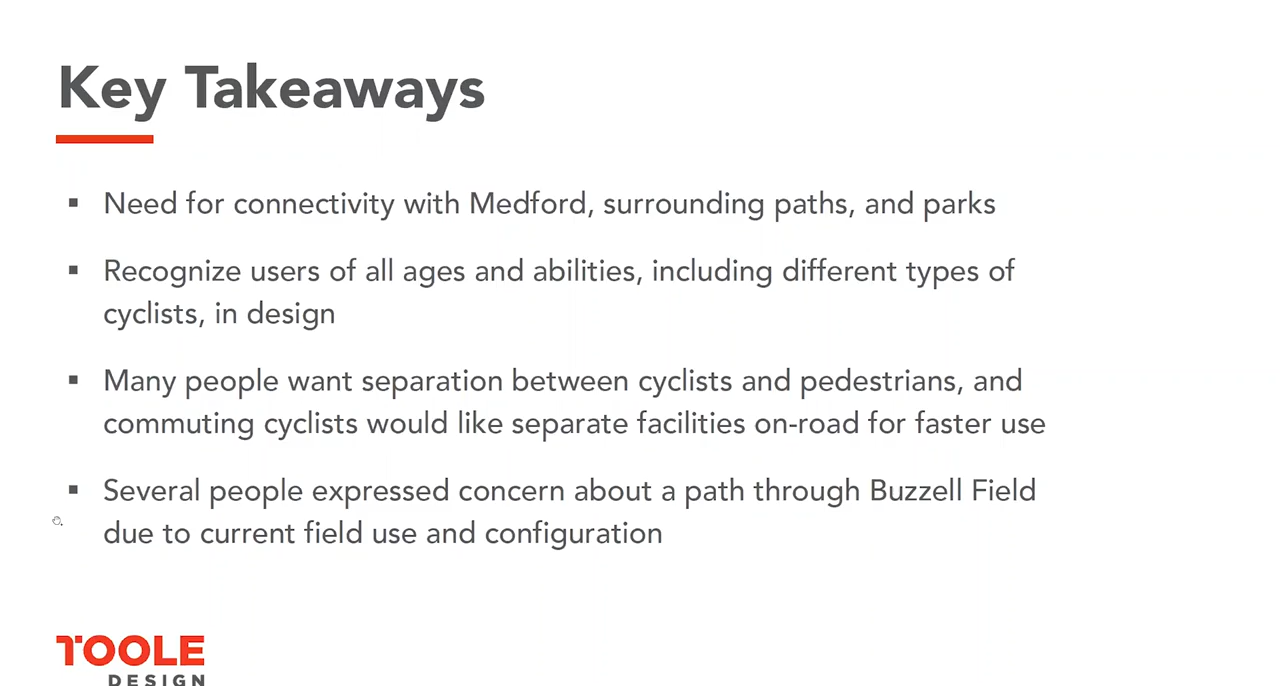 Key Takeaways
▪ Need for connectivity with Medford, surrounding paths, and parks
▪ Recognize users of all ages and abilities, including different types of
cyclists, in design
▪ Many people want separation between cyclists and pedestrians, and
commuting cyclists would like separate facilities on-road for faster use
▪ Several people expressed concern about a path through Buzzell Field
due to current field use and configuration
TOOLE
DESIGN